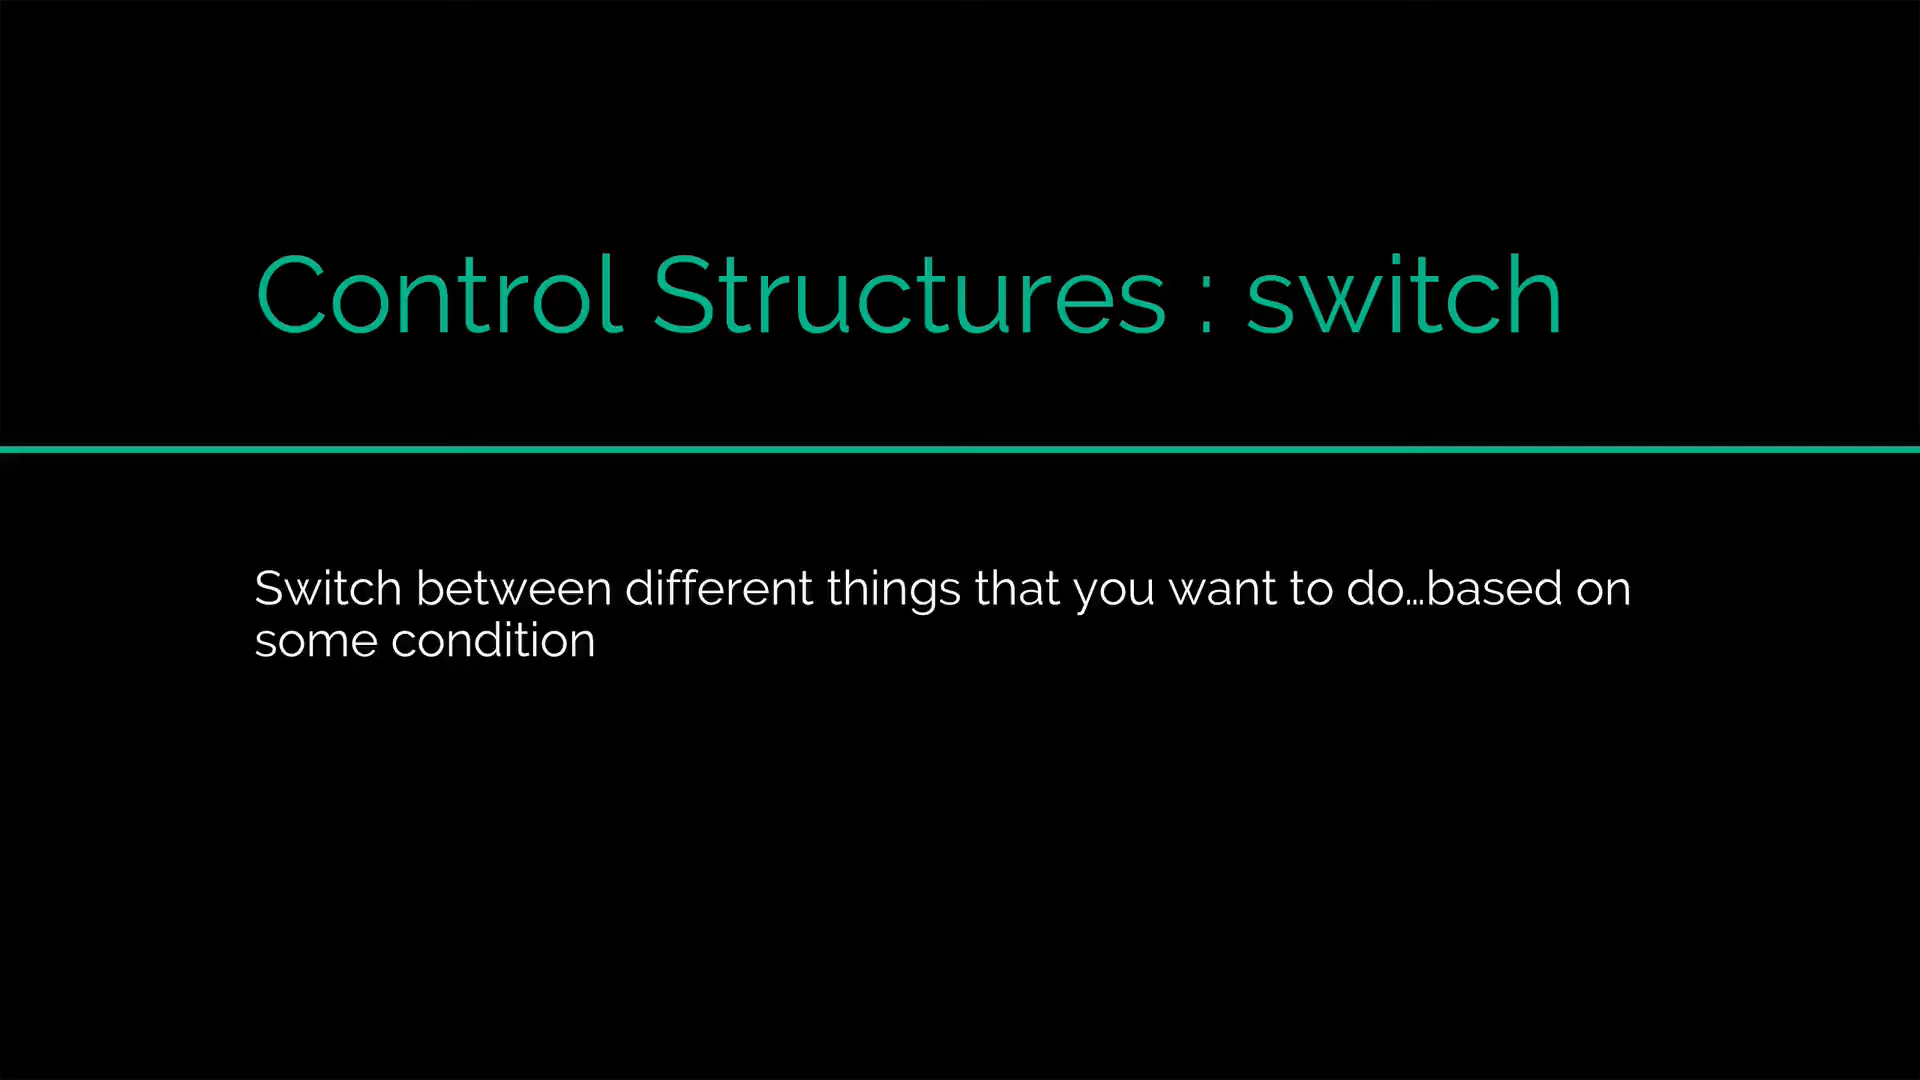 Control Structures : switch
Switch between different things that you want to do...based on
some condition